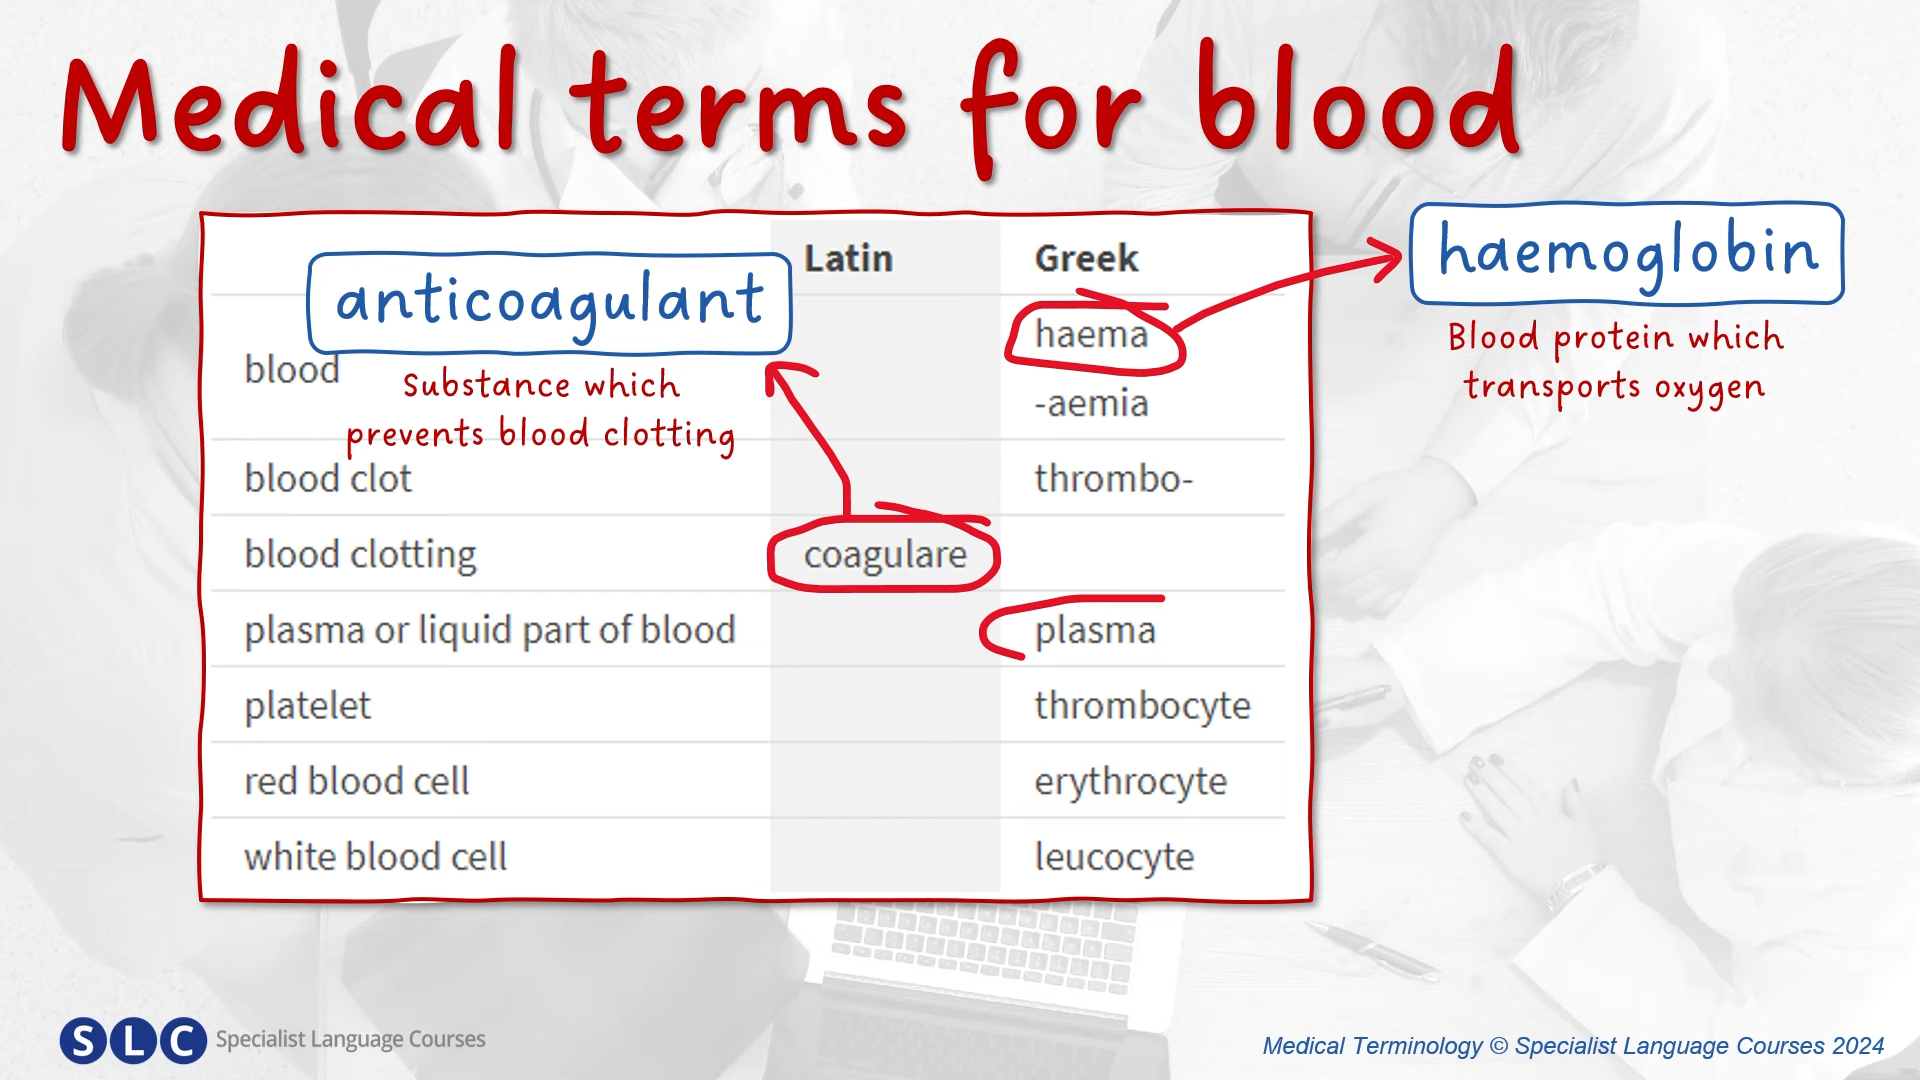 Medical terms for blood
Latin
Greek
haemoglobin
Blood protein which
transports oxygen
anticoagulant
Substance which
prevents blood clotting
blood
haema
-aemia
blood clot
thrombo-
blood clotting
coagulare
plasma or liquid part of blood
plasma
platelet
thrombocyte
red blood cell
erythrocyte
white blood cell
leucocyte
SLC Specialist Language Courses
Medical Terminology © Specialist Language Courses 2024